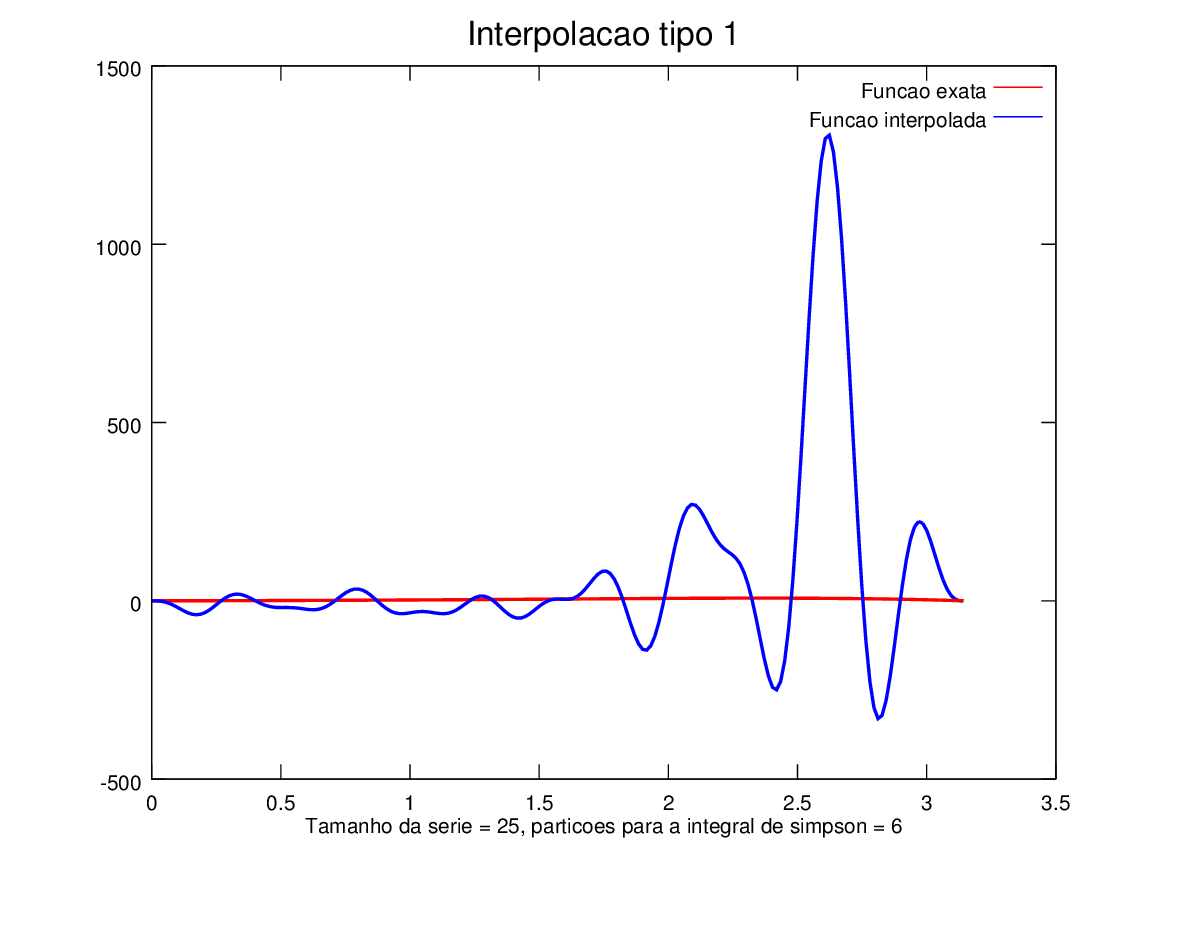 Interpolacao tipo 1
1500
Funcao exata
Funcao interpolada
1000
500
0
-500
0 0.5 1 1.5 2 2.5 3 3.5
Tamanho da serie = 25, particoes para a integral de simpson = 6